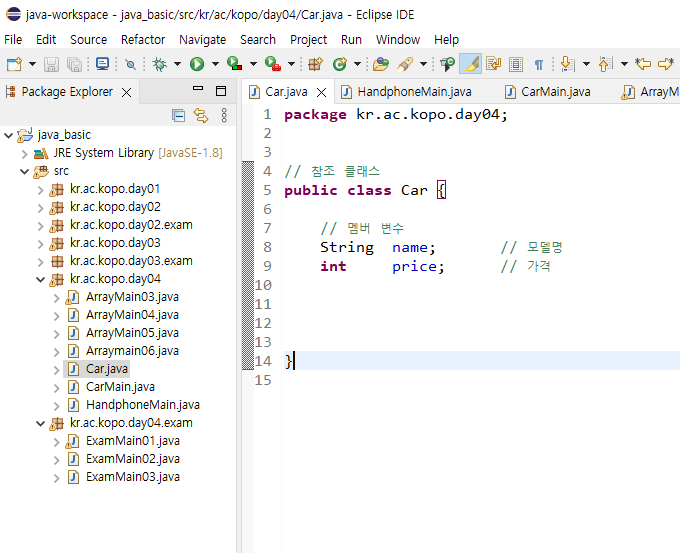 java-workspace - java_basic/src/kr/ac/kopo/day04/Car.java - Eclipse IDE
File Edit Source Refactor Navigate Search Project Run Window Help
Package Explorer
java_basic
JRE System Library [JavaSE-1.8]
src
kr.ac.kopo.day01
kr.ac.kopo.day02
kr.ac.kopo.day02.exam
kr.ac.kopo.day03
kr.ac.kopo.day03.exam
kr.ac.kopo.day04
ArrayMain03.java
ArrayMain04.java
ArrayMain05.java
Arraymain06.java
Car.java
CarMain.java
HandphoneMain.java
kr.ac.kopo.day04.exam
ExamMain01.java
ExamMain02.java
ExamMain03.java
Car.java HandphoneMain.java CarMain.java ArrayM
1 package kr.ac.kopo.day04;
2
3
4 // 참조 클래스
5 public class Car {
6
7 // 멤버 변수
8 String name; // 모델명
9 int price; // 가격
10
11
12
13
14 }
15